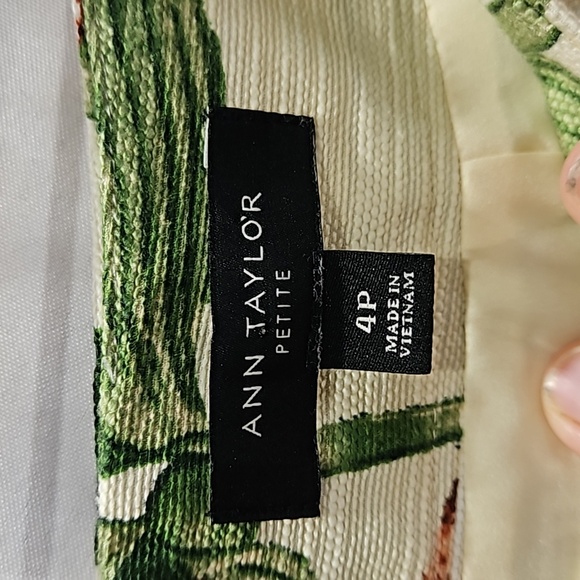 ANN TAYLOR
PETITE
4P
MADE IN
VIETNAM